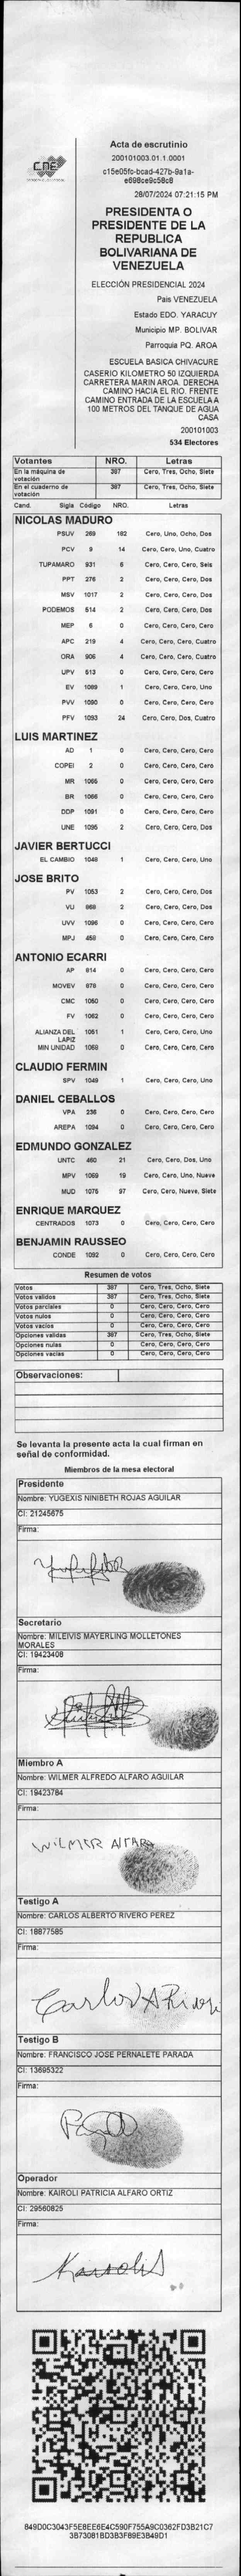 CNE
Acta de escrutinio
200101003.01.1.0001
c15e05fc-bcad-427b-9a1a-
e698ce9c58c8
28/07/2024 07:21:15 PM
PRESIDENTA O
PRESIDENTE DE LA
REPUBLICA
BOLIVARIANA DE
VENEZUELA
ELECCIÓN PRESIDENCIAL 2024
Pais VENEZUELA
Estado EDO. YARACUY
Municipio MP. BOLIVAR
Parroquia PQ. AROA
ESCUELA BASICA CHIVACURE
CASERIO KILOMETRO 50 IZQUIERDA
CARRETERA MARIN AROA. DERECHA
CAMINO HACIA EL RIO. FRENTE
CAMINO ENTRADA DE LA ESCUELA A
100 METROS DEL TANQUE DE AGUA
CASA
200101003
534 Electores
Votantes NRO. Letras
En la máquina de votación 387 Cero, Tres, Ocho, Siete
En el cuaderno de votación 387 Cero, Tres, Ocho, Siete
Cand. Sigla Código NRO. Letras
NICOLAS MADURO
PSUV 269 182 Cero, Uno, Ocho, Dos
PCV 9 14 Cero, Cero, Uno, Cuatro
TUPAMARO 931 6 Cero, Cero, Cero, Seis
PPT 276 2 Cero, Cero, Cero, Dos
MSV 1017 2 Cero, Cero, Cero, Dos
PODEMOS 514 2 Cero, Cero, Cero, Dos
MEP 6 0 Cero, Cero, Cero, Cero
APC 219 4 Cero, Cero, Cero, Cuatro
ORA 906 4 Cero, Cero, Cero, Cuatro
UPV 513 0 Cero, Cero, Cero, Cero
EV 1089 1 Cero, Cero, Cero, Uno
PVV 1090 0 Cero, Cero, Cero, Cero
PFV 1093 24 Cero, Cero, Dos, Cuatro
LUIS MARTINEZ
AD 1 0 Cero, Cero, Cero, Cero
COPEI 2 0 Cero, Cero, Cero, Cero
MR 1065 0 Cero, Cero, Cero, Cero
BR 1066 0 Cero, Cero, Cero, Cero
DDP 1091 0 Cero, Cero, Cero, Cero
UNE 1095 2 Cero, Cero, Cero, Dos
JAVIER BERTUCCI
EL CAMBIO 1048 1 Cero, Cero, Cero, Uno
JOSE BRITO
PV 1053 2 Cero, Cero, Cero, Dos
VU 868 2 Cero, Cero, Cero, Dos
UVV 1096 0 Cero, Cero, Cero, Cero
MPJ 458 0 Cero, Cero, Cero, Cero
ANTONIO ECARRI
AP 814 0 Cero, Cero, Cero, Cero
MOVEV 978 0 Cero, Cero, Cero, Cero
CMC 1050 0 Cero, Cero, Cero, Cero
FV 1062 0 Cero, Cero, Cero, Cero
ALIANZA DEL LAPIZ 1051 1 Cero, Cero, Cero, Uno
MIN UNIDAD 1068 0 Cero, Cero, Cero, Cero
CLAUDIO FERMIN
SPV 1049 1 Cero, Cero, Cero, Uno
DANIEL CEBALLOS
VPA 236 0 Cero, Cero, Cero, Cero
AREPA 1094 0 Cero, Cero, Cero, Cero
EDMUNDO GONZALEZ
UNTC 460 21 Cero, Cero, Dos, Uno
MPV 1069 19 Cero, Cero, Uno, Nueve
MUD 1075 97 Cero, Cero, Nueve, Siete
ENRIQUE MARQUEZ
CENTRADOS 1073 0 Cero, Cero, Cero, Cero
BENJAMIN RAUSSEO
CONDE 1092 0 Cero, Cero, Cero, Cero
Resumen de votos
Votos 387 Cero, Tres, Ocho, Siete
Votos validos 387 Cero, Tres, Ocho, Siete
Votos parciales 0 Cero, Cero, Cero, Cero
Votos nulos 0 Cero, Cero, Cero, Cero
Votos vacios 0 Cero, Cero, Cero, Cero
Opciones validas 387 Cero, Tres, Ocho, Siete
Opciones nulas 0 Cero, Cero, Cero, Cero
Opciones vacias 0 Cero, Cero, Cero, Cero
Observaciones:
Se levanta la presente acta la cual firman en
señal de conformidad.
Miembros de la mesa electoral
Presidente
Nombre: YUGEXIS NINIBETH ROJAS AGUILAR
CI: 21245675
Firma:
Secretario
Nombre: MILEIVIS MAYERLING MOLLETONES
MORALES
CI: 19423408
Firma:
Miembro A
Nombre: WILMER ALFREDO ALFARO AGUILAR
CI: 19423784
Firma:
WILMER AlFARO
Testigo A
Nombre: CARLOS ALBERTO RIVERO PEREZ
CI: 18877585
Firma:
Carlos A Rivero
Testigo B
Nombre: FRANCISCO JOSE PERNALETE PARADA
CI: 13695322
Firma:
Operador
Nombre: KAIROLI PATRICIA ALFARO ORTIZ
CI: 29560825
Firma:
849D0C3043F5E8EE6E4C590F755A9C0362FD3B21C7
3B73081BD3B3F89E3B49D1